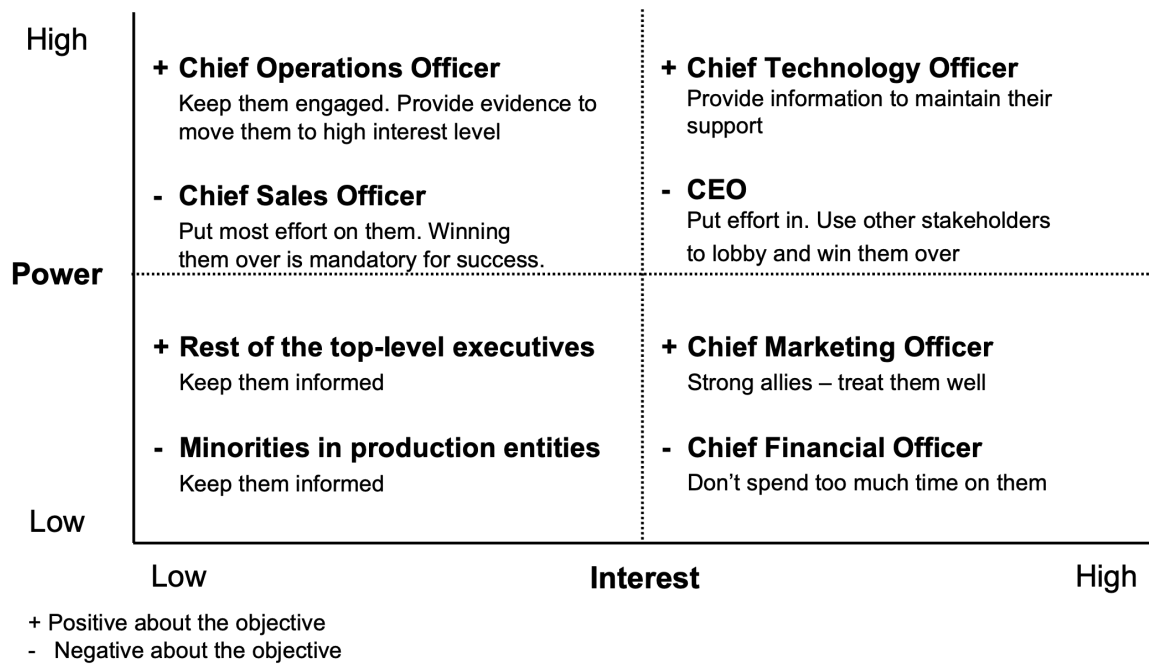 High
+ Chief Operations Officer
Keep them engaged. Provide evidence to
move them to high interest level
- Chief Sales Officer
Put most effort on them. Winning
them over is mandatory for success.
+ Chief Technology Officer
Provide information to maintain their
support
- CEO
Put effort in. Use other stakeholders
to lobby and win them over
Power
+ Rest of the top-level executives
Keep them informed
- Minorities in production entities
Keep them informed
+ Chief Marketing Officer
Strong allies – treat them well
- Chief Financial Officer
Don’t spend too much time on them
Low
Low
Interest
High
+ Positive about the objective
- Negative about the objective